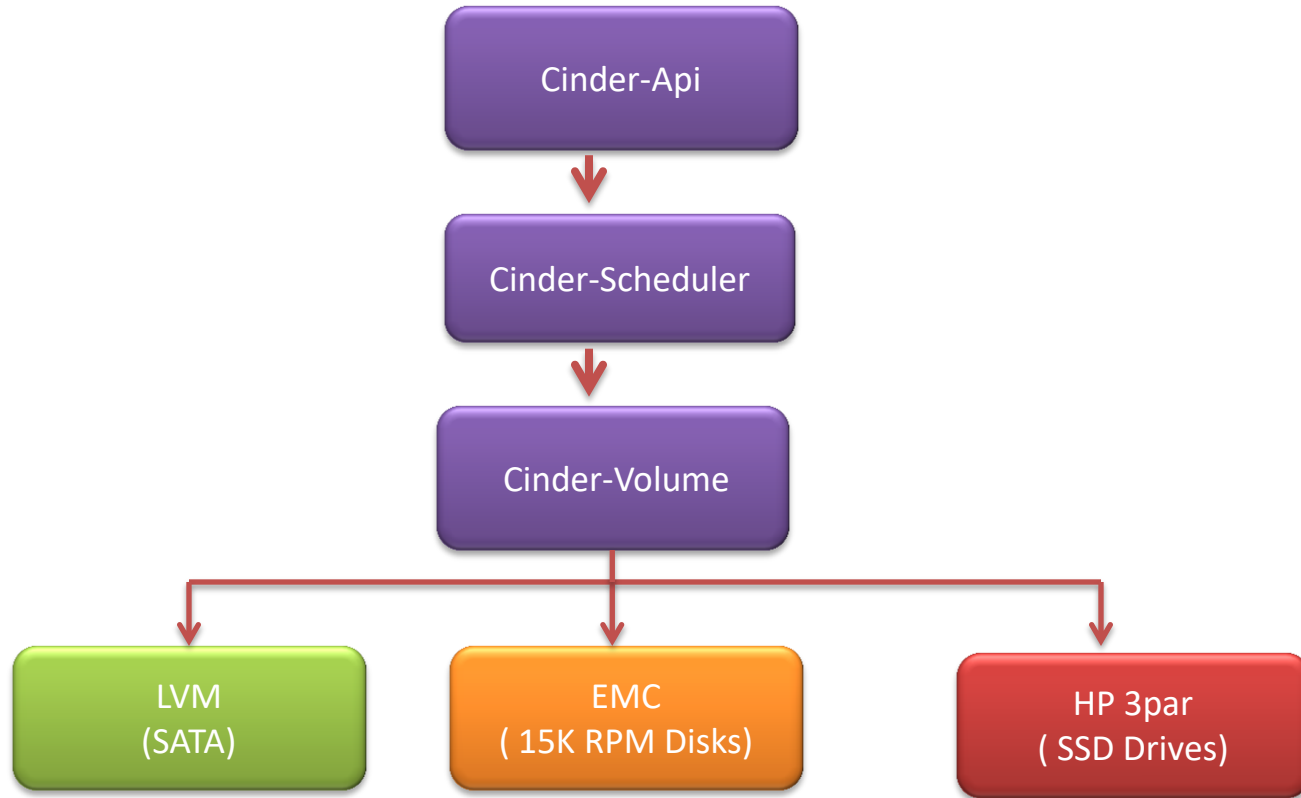 Cinder-Api
Cinder-Scheduler
Cinder-Volume
LVM
(SATA)
EMC
( 15K RPM Disks)
HP 3par
( SSD Drives)